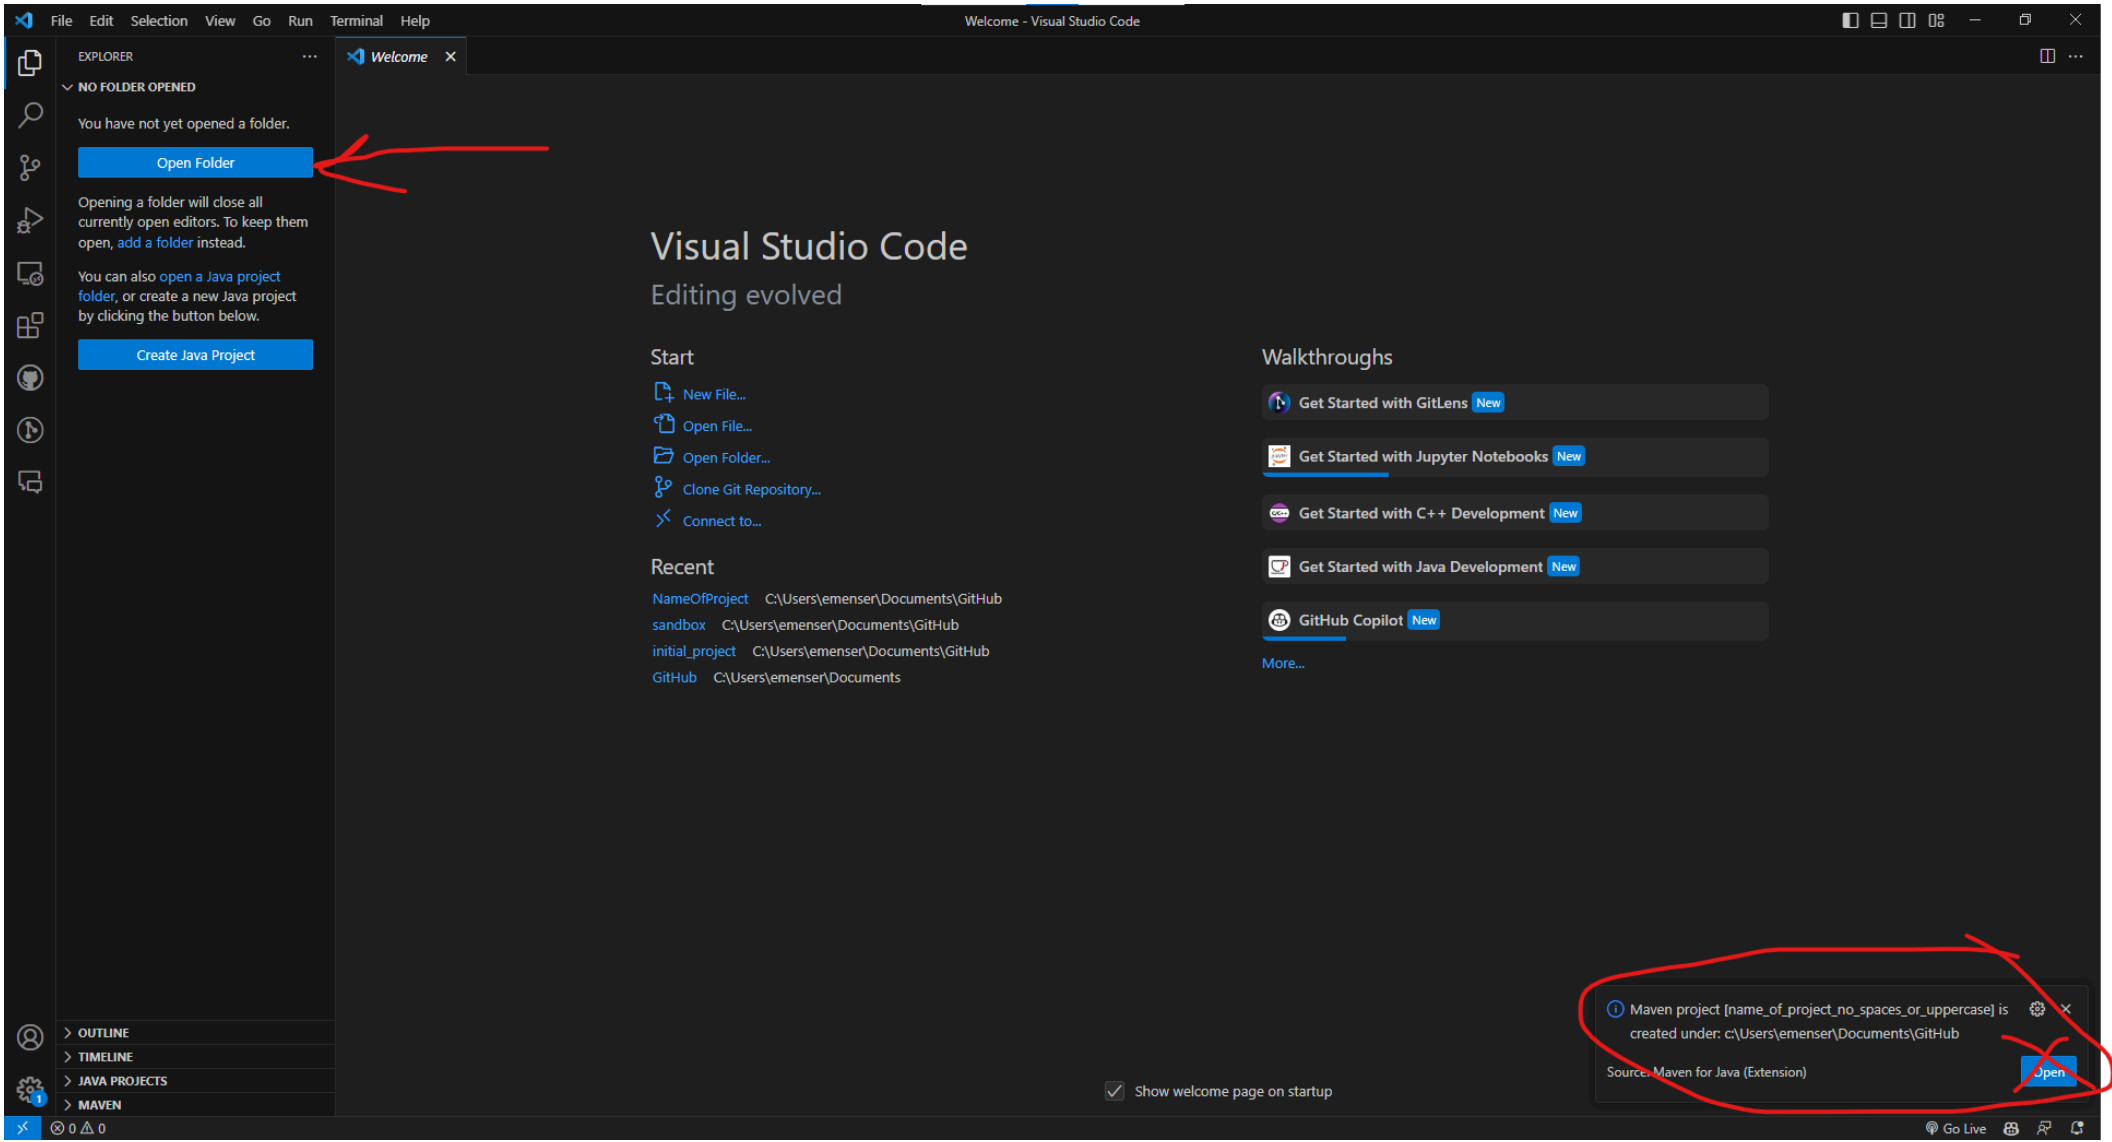 File Edit Selection View Go Run Terminal Help
Welcome - Visual Studio Code
EXPLORER
Welcome
NO FOLDER OPENED
You have not yet opened a folder.
Open Folder
Opening a folder will close all
currently open editors. To keep them
open, add a folder instead.
You can also open a Java project
folder, or create a new Java project
by clicking the button below.
Create Java Project
OUTLINE
TIMELINE
JAVA PROJECTS
MAVEN
Visual Studio Code
Editing evolved
Start
New File...
Open File...
Open Folder...
Clone Git Repository...
Connect to...
Recent
NameOfProject C:\Users\emenser\Documents\GitHub
sandbox C:\Users\emenser\Documents\GitHub
initial_project C:\Users\emenser\Documents\GitHub
GitHub C:\Users\emenser\Documents
Walkthroughs
Get Started with GitLens New
Get Started with Jupyter Notebooks New
Get Started with C++ Development New
Get Started with Java Development New
GitHub Copilot New
More...
Show welcome page on startup
Maven project [name_of_project_no_spaces_or_uppercase] is
created under: c:\Users\emenser\Documents\GitHub
Source: Maven for Java (Extension)
Open
1
0 0
Go Live